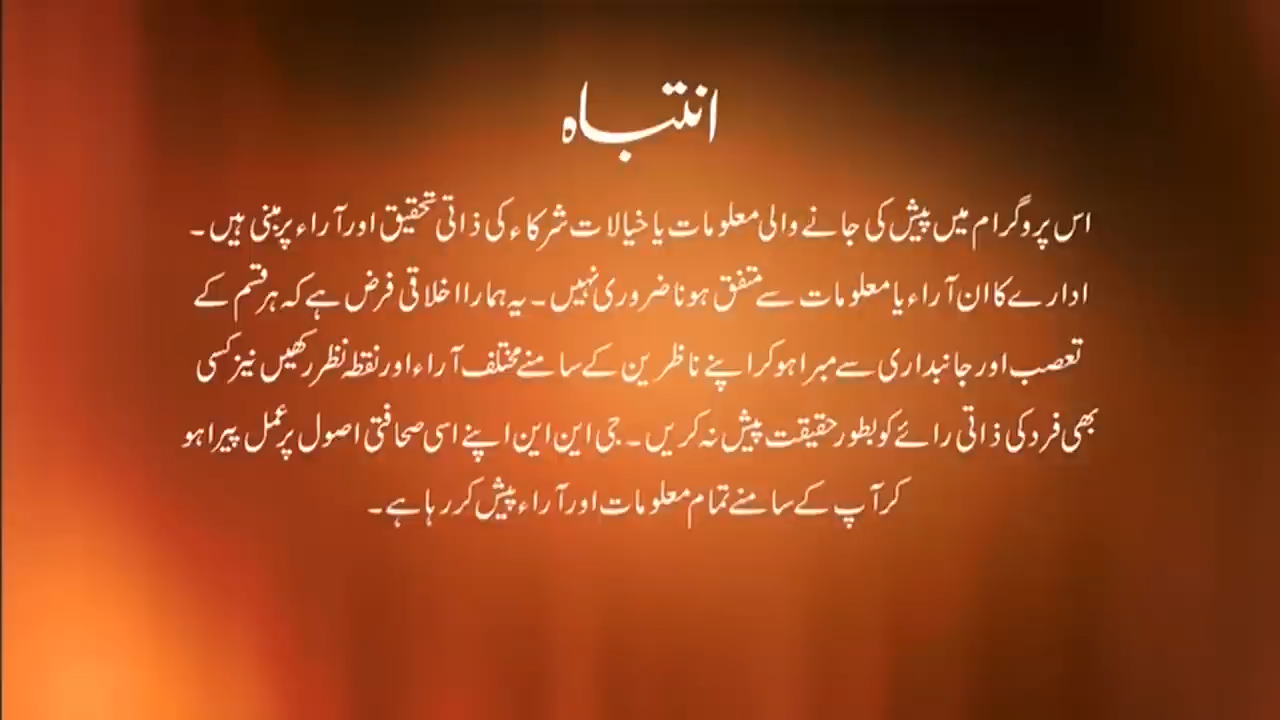 انتباہ
اس پروگرام میں پیش کی جانے والی معلومات یا خیالات شرکاء کی ذاتی تحقیق اور آراء پر مبنی ہیں۔
ادارے کا ان آراء یا معلومات سے متفق ہونا ضروری نہیں۔ یہ ہمارا اخلاقی فرض ہے کہ ہر قسم کے
تعصب اور جانبداری سے مبرا ہو کر اپنے ناظرین کے سامنے مختلف آراء اور نقطہ نظر رکھیں نیز کسی
بھی فرد کی ذاتی رائے کو بطور حقیقت پیش نہ کریں۔ جی این این اپنے اسی صحافتی اصول پر عمل پیرا ہو
کر آپ کے سامنے تمام معلومات اور آراء پیش کر رہا ہے۔